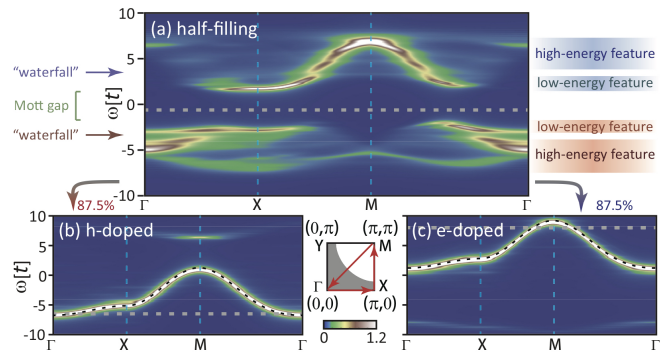 10
(a) half-filling
5
ω[t]
0
-5
-10
Γ
X
M
Γ
"waterfall"
Mott gap
"waterfall"
high-energy feature
low-energy feature
low-energy feature
high-energy feature
87.5%
87.5%
10
(b) h-doped
5
ω[t]
0
-5
-10
Γ
X
M
Γ
(0,π)
(π,π)
Y
M
Γ
X
(0,0)
(π,0)
0
1.2
10
(c) e-doped
5
0
-5
-10
Γ
X
M
Γ